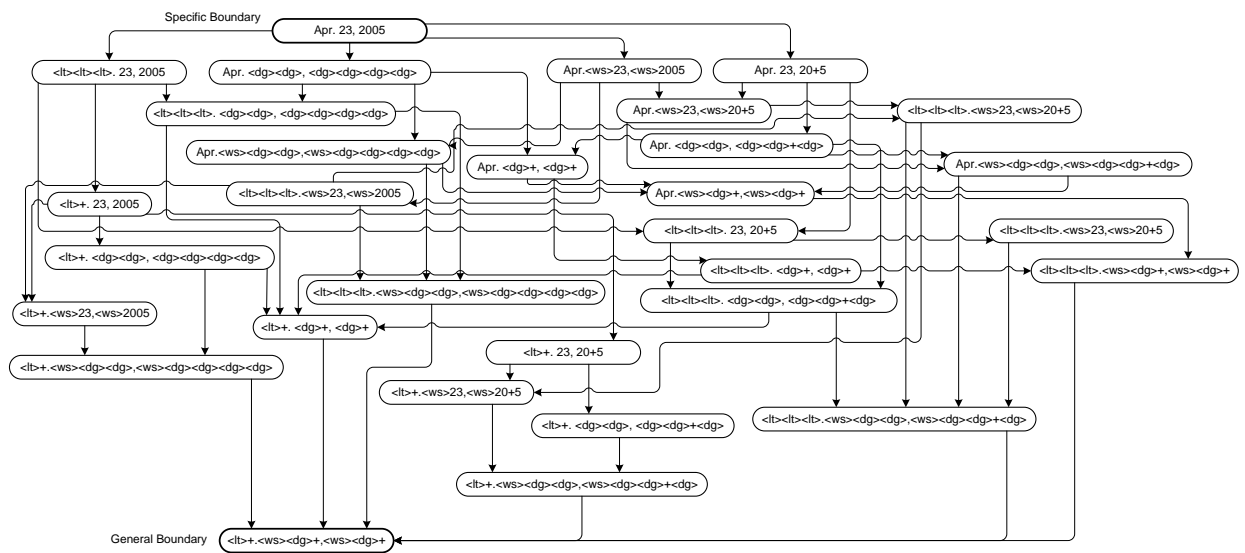 Specific Boundary
Apr. 23, 2005
<lt><lt><lt>. 23, 2005
Apr. <dg><dg>, <dg><dg><dg><dg>
Apr.<ws>23,<ws>2005
Apr. 23, 20+5
<lt><lt><lt>. <dg><dg>, <dg><dg><dg><dg>
Apr.<ws>23,<ws>20+5
<lt><lt><lt>.<ws>23,<ws>20+5
Apr.<ws><dg><dg>,<ws><dg><dg><dg><dg>
Apr. <dg><dg>, <dg><dg>+<dg>
Apr. <dg>+, <dg>+
Apr.<ws><dg><dg>,<ws><dg><dg>+<dg>
<lt><lt><lt>.<ws>23,<ws>2005
Apr.<ws><dg>+,<ws><dg>+
<lt>+. 23, 2005
<lt><lt><lt>. 23, 20+5
<lt><lt><lt>.<ws>23,<ws>20+5
<lt>+. <dg><dg>, <dg><dg><dg><dg>
<lt><lt><lt>. <dg>+, <dg>+
<lt><lt><lt>.<ws><dg>+,<ws><dg>+
<lt><lt><lt>.<ws><dg><dg>,<ws><dg><dg><dg><dg>
<lt><lt><lt>. <dg><dg>, <dg><dg>+<dg>
<lt>+.<ws>23,<ws>2005
<lt>+. <dg>+, <dg>+
<lt>+. 23, 20+5
<lt>+.<ws><dg><dg>,<ws><dg><dg><dg><dg>
<lt>+.<ws>23,<ws>20+5
<lt><lt><lt>.<ws><dg><dg>,<ws><dg><dg>+<dg>
<lt>+. <dg><dg>, <dg><dg>+<dg>
<lt>+.<ws><dg><dg>,<ws><dg><dg>+<dg>
General Boundary
<lt>+.<ws><dg>+,<ws><dg>+